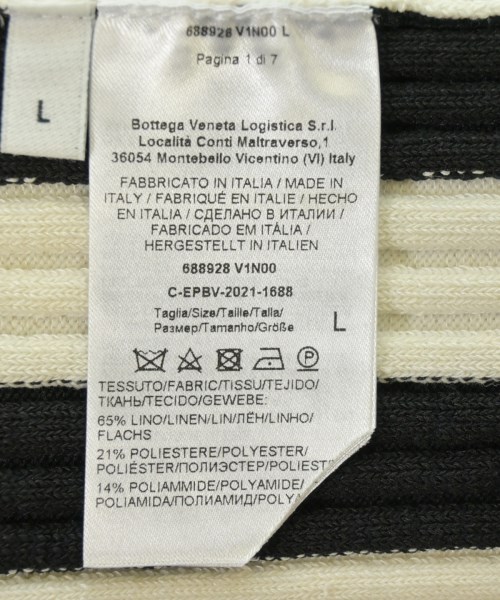 688928 V1N00 L
Pagina 1 di 7
L
Bottega Veneta Logistica S.r.l.
Località Conti Maltraverso,1
36054 Montebello Vicentino (VI) Italy
FABBRICATO IN ITALIA / MADE IN
ITALY / FABRIQUÉ EN ITALIE / HECHO
EN ITALIA / СДЕЛАНО В ИТАЛИИ /
FABRICADO EM ITÁLIA /
HERGESTELLT IN ITALIEN
688928 V1N00
C-EPBV-2021-1688
Taglia/Size/Taille/Talla/
Размер/Tamanho/Größe L
P
TESSUTO/FABRIC/TISSU/TEJIDO/
ТКАНЬ/TECIDO/GEWEBE:
65% LINO/LINEN/LIN/ЛЁН/LINHO/
FLACHS
21% POLIESTERE/POLYESTER/
POLIÉSTER/ПОЛИЭСТЕР/POLIEST
14% POLIAMMIDE/POLYAMIDE/
POLIAMIDA/ПОЛИАМИД/POLY